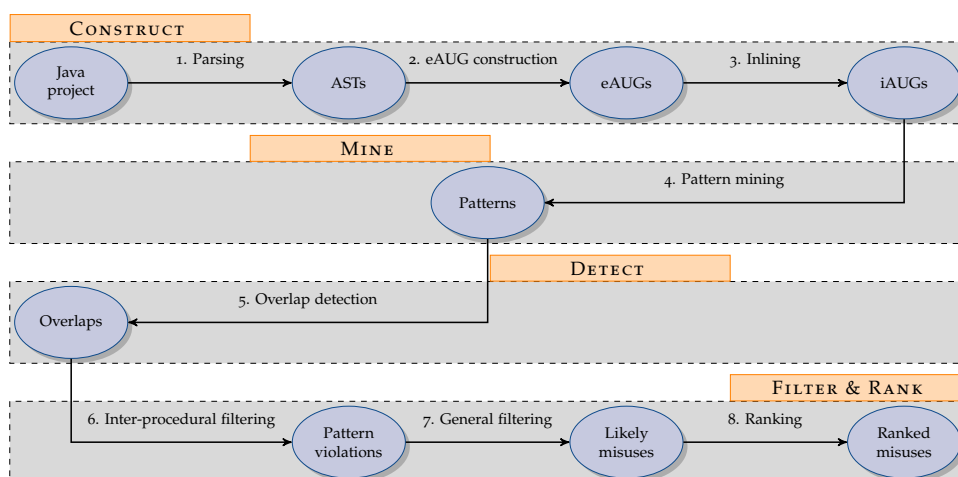 CONSTRUCT
1. Parsing
2. eAUG construction
3. Inlining
Java
project
ASTs
eAUGs
iAUGs
MINE
4. Pattern mining
Patterns
DETECT
5. Overlap detection
Overlaps
FILTER & RANK
6. Inter-procedural filtering
7. General filtering
8. Ranking
Pattern
violations
Likely
misuses
Ranked
misuses